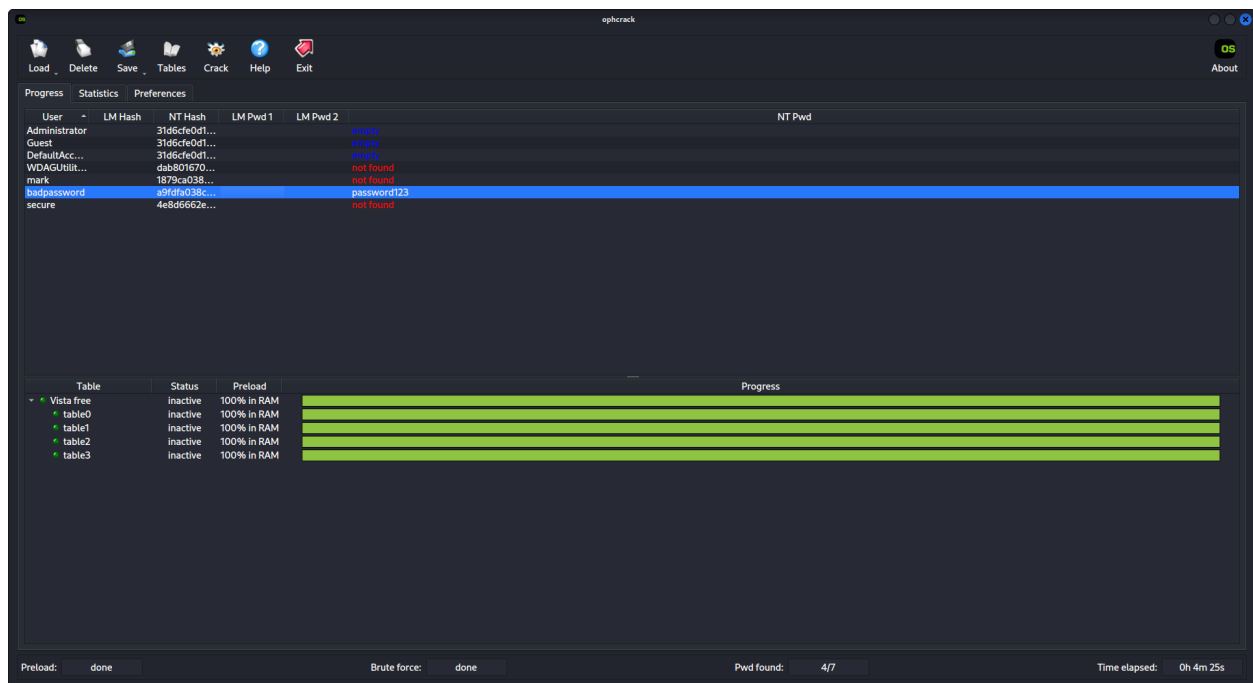 os ophcrack
Load Delete Save Tables Crack Help Exit OS About
Progress Statistics Preferences
User LM Hash NT Hash LM Pwd 1 LM Pwd 2 NT Pwd
Administrator 31d6cfe0d1... empty
Guest 31d6cfe0d1... empty
DefaultAcc... 31d6cfe0d1... empty
WDAGUtilit... dab801670... not found
mark 1879ca038... not found
badpassword a9fdfa038c... password123
secure 4e8d6662e... not found
Table Status Preload Progress
Vista free inactive 100% in RAM
table0 inactive 100% in RAM
table1 inactive 100% in RAM
table2 inactive 100% in RAM
table3 inactive 100% in RAM
Preload: done Brute force: done Pwd found: 4/7 Time elapsed: 0h 4m 25s